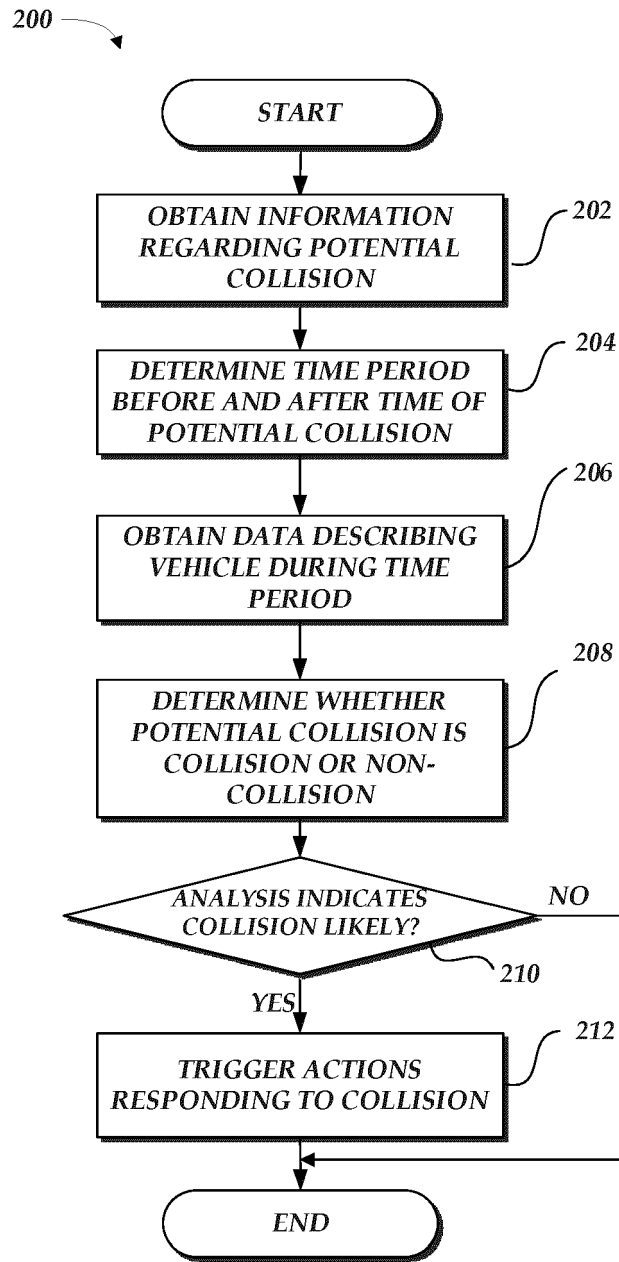 200
START
OBTAIN INFORMATION
REGARDING POTENTIAL
COLLISION
202
DETERMINE TIME PERIOD
BEFORE AND AFTER TIME OF
POTENTIAL COLLISION
204
OBTAIN DATA DESCRIBING
VEHICLE DURING TIME
PERIOD
206
DETERMINE WHETHER
POTENTIAL COLLISION IS
COLLISION OR NON-
COLLISION
208
ANALYSIS INDICATES
COLLISION LIKELY?
NO
210
YES
TRIGGER ACTIONS
RESPONDING TO COLLISION
212
END